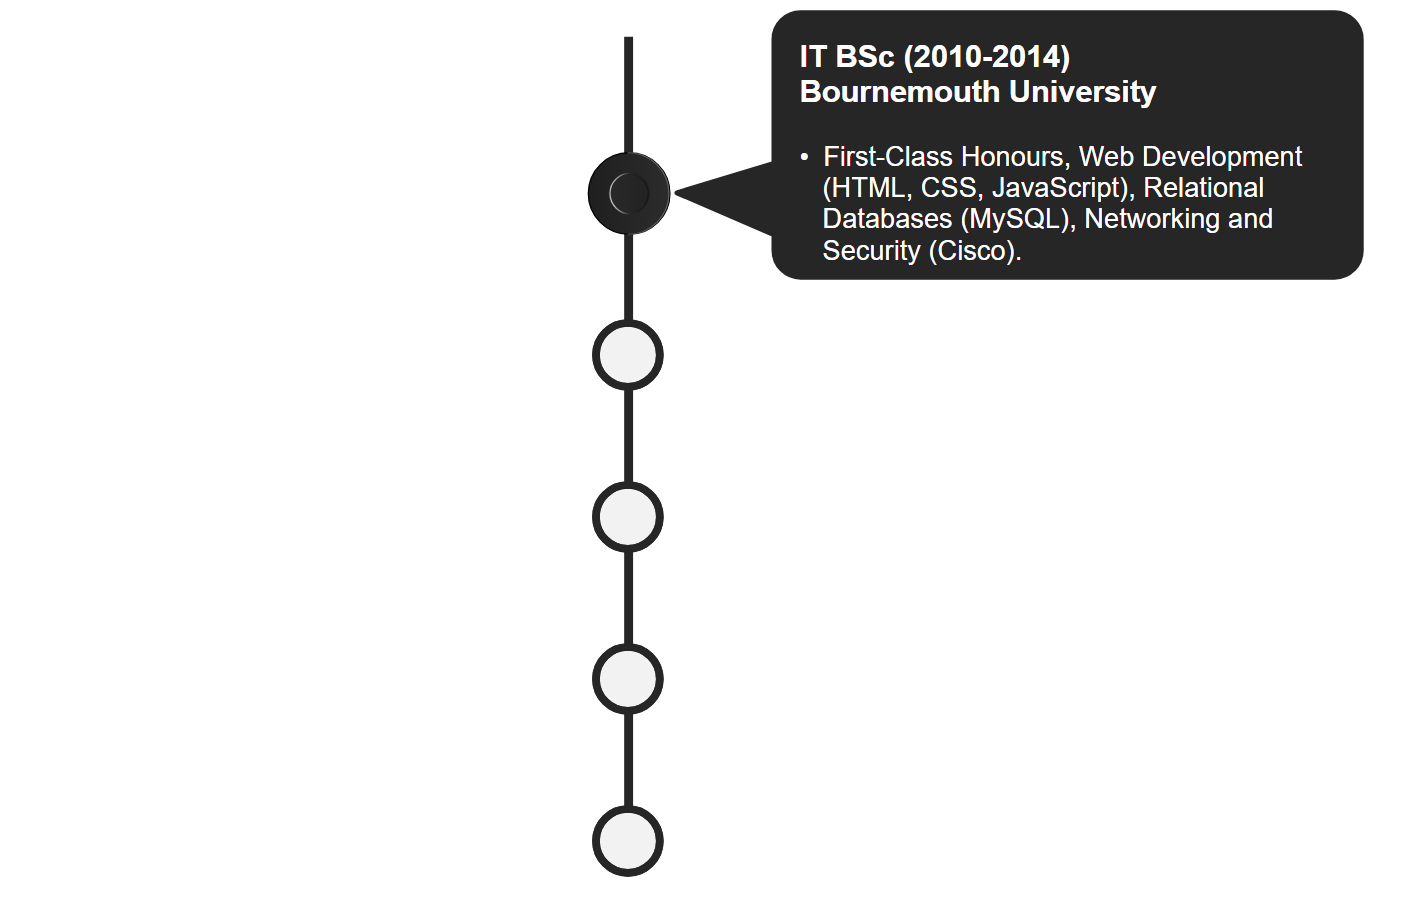 IT BSc (2010-2014)
Bournemouth University
• First-Class Honours, Web Development
(HTML, CSS, JavaScript), Relational
Databases (MySQL), Networking and
Security (Cisco).